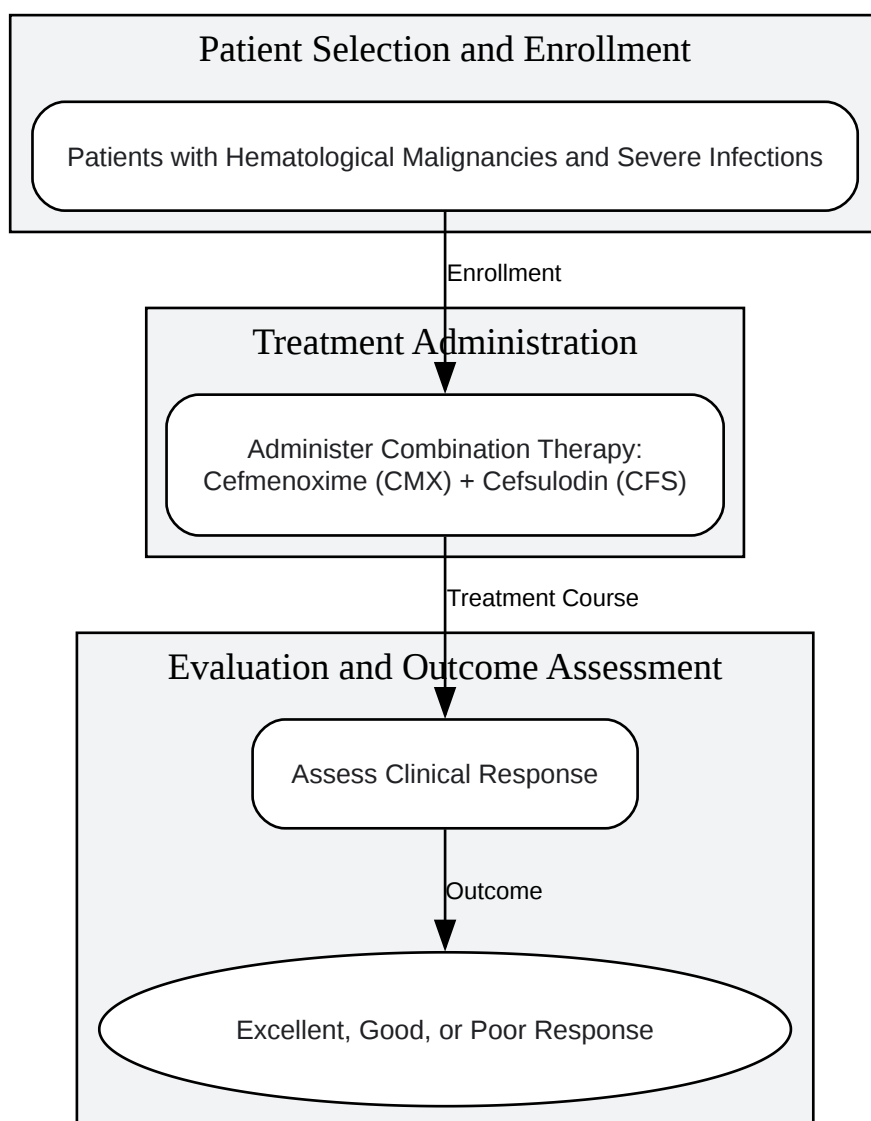 Patient Selection and Enrollment
Patients with Hematological Malignancies and Severe Infections
Enrollment
Treatment Administration
Administer Combination Therapy:
Cefmenoxime (CMX) + Cefsulodin (CFS)
Treatment Course
Evaluation and Outcome Assessment
Assess Clinical Response
Outcome
Excellent, Good, or Poor Response